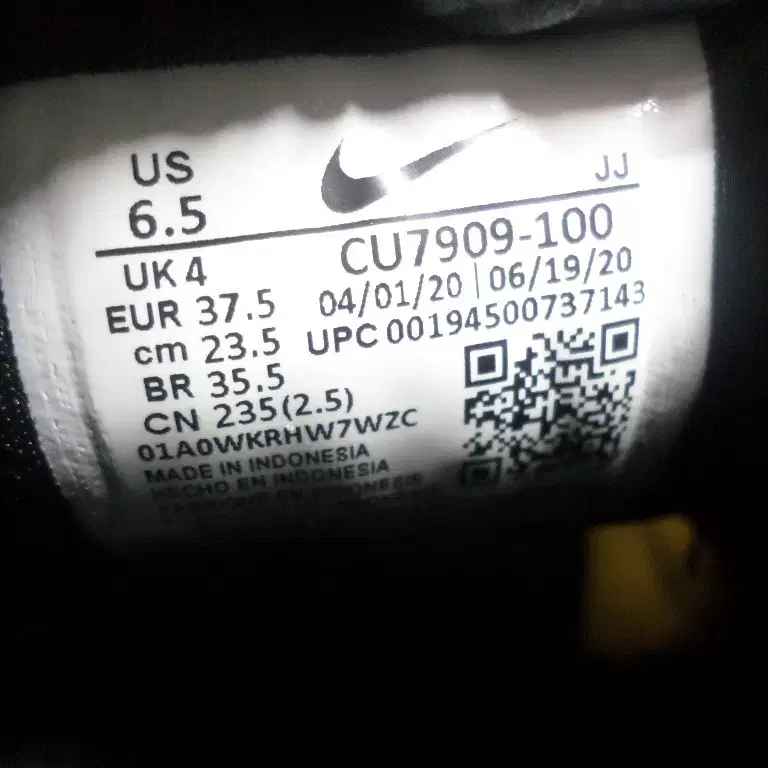 US
6.5
JJ
UK 4
EUR 37.5
cm 23.5
BR 35.5
CN 235(2.5)
CU7909-100
04/01/20 | 06/19/20
UPC 00194500737143
01A0WKRHW7WZC
MADE IN INDONESIA
HECHO EN INDONESIA